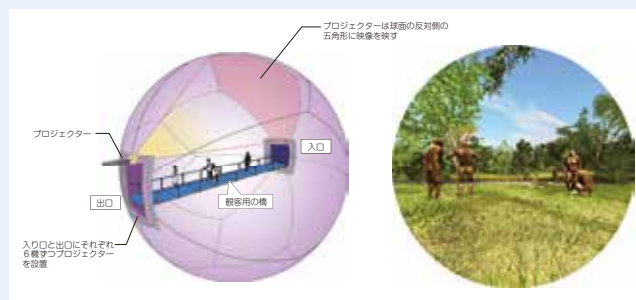 プロジェクターは球面の反対側の
五角形に映像を映す
プロジェクター
入口
出口
観客用の橋
入り口と出口にそれぞれ
6機ずつプロジェクター
を設置